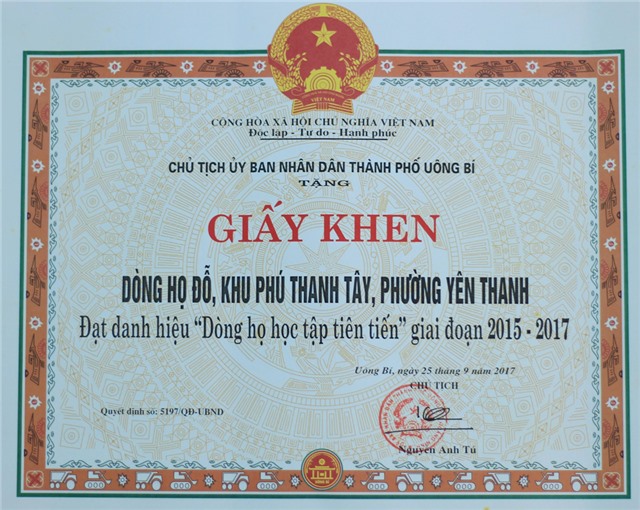 VIỆT NAM
CỘNG HÒA XÃ HỘI CHỦ NGHĨA VIỆT NAM
Độc lập - Tự do - Hạnh phúc
CHỦ TỊCH ỦY BAN NHÂN DÂN THÀNH PHỐ UÔNG BÍ
TẶNG
GIẤY KHEN
DÒNG HỌ ĐỖ, KHU PHÚ THANH TÂY, PHƯỜNG YÊN THANH
Đạt danh hiệu “Dòng họ học tập tiên tiến” giai đoạn 2015 - 2017
Uông Bí, ngày 25 tháng 9 năm 2017
CHỦ TỊCH
Quyết định số: 5197/QĐ-UBND
Nguyễn Anh Tú